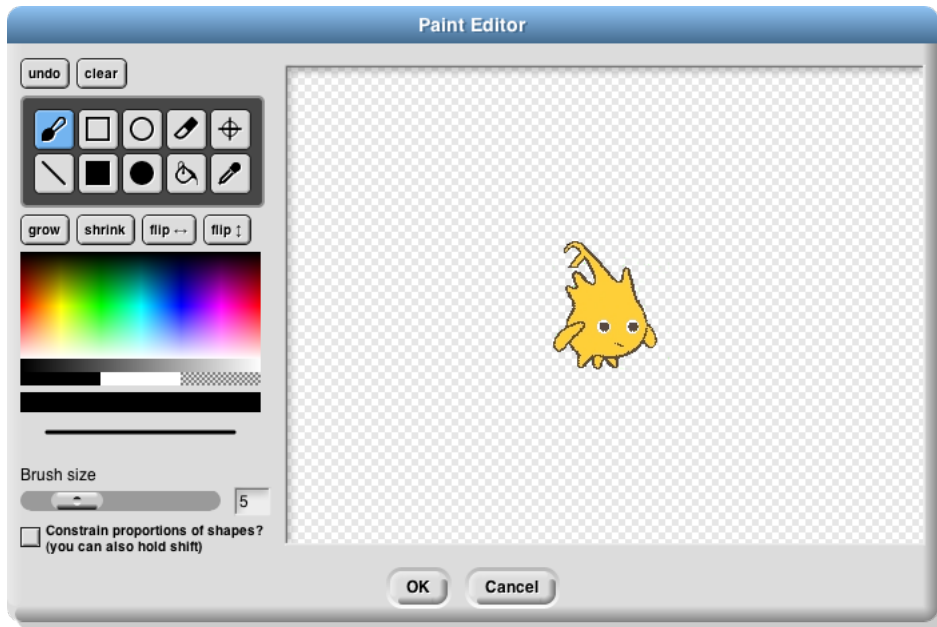 Paint Editor
undo clear
grow shrink flip ↔ flip ↕
Brush size
5
Constrain proportions of shapes?
(you can also hold shift)
OK Cancel